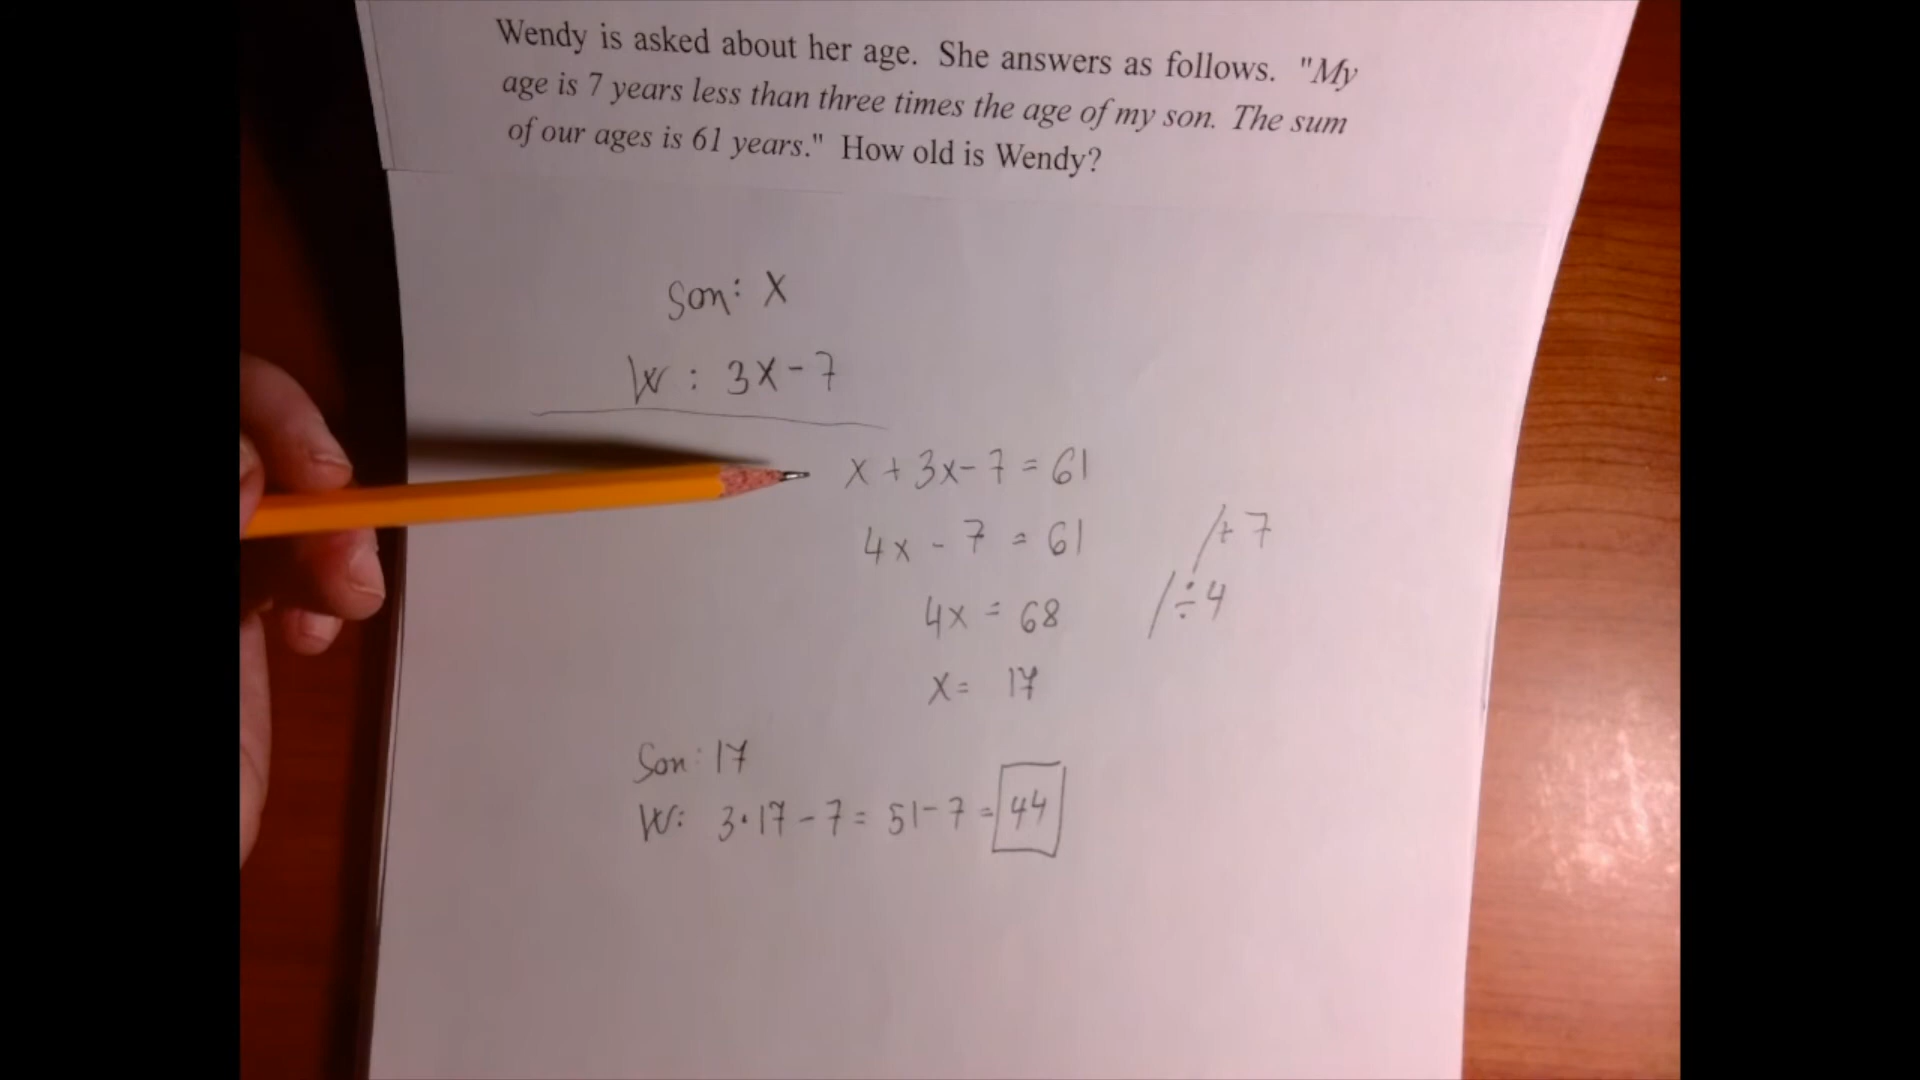 Wendy is asked about her age. She answers as follows. "My
age is 7 years less than three times the age of my son. The sum
of our ages is 61 years." How old is Wendy?
Son: X
W : 3X-7
x + 3x - 7 = 61
4x - 7 = 61 /+7
4x = 68 /÷4
x = 17
Son: 17
W: 3·17 - 7 = 51 - 7 = 44